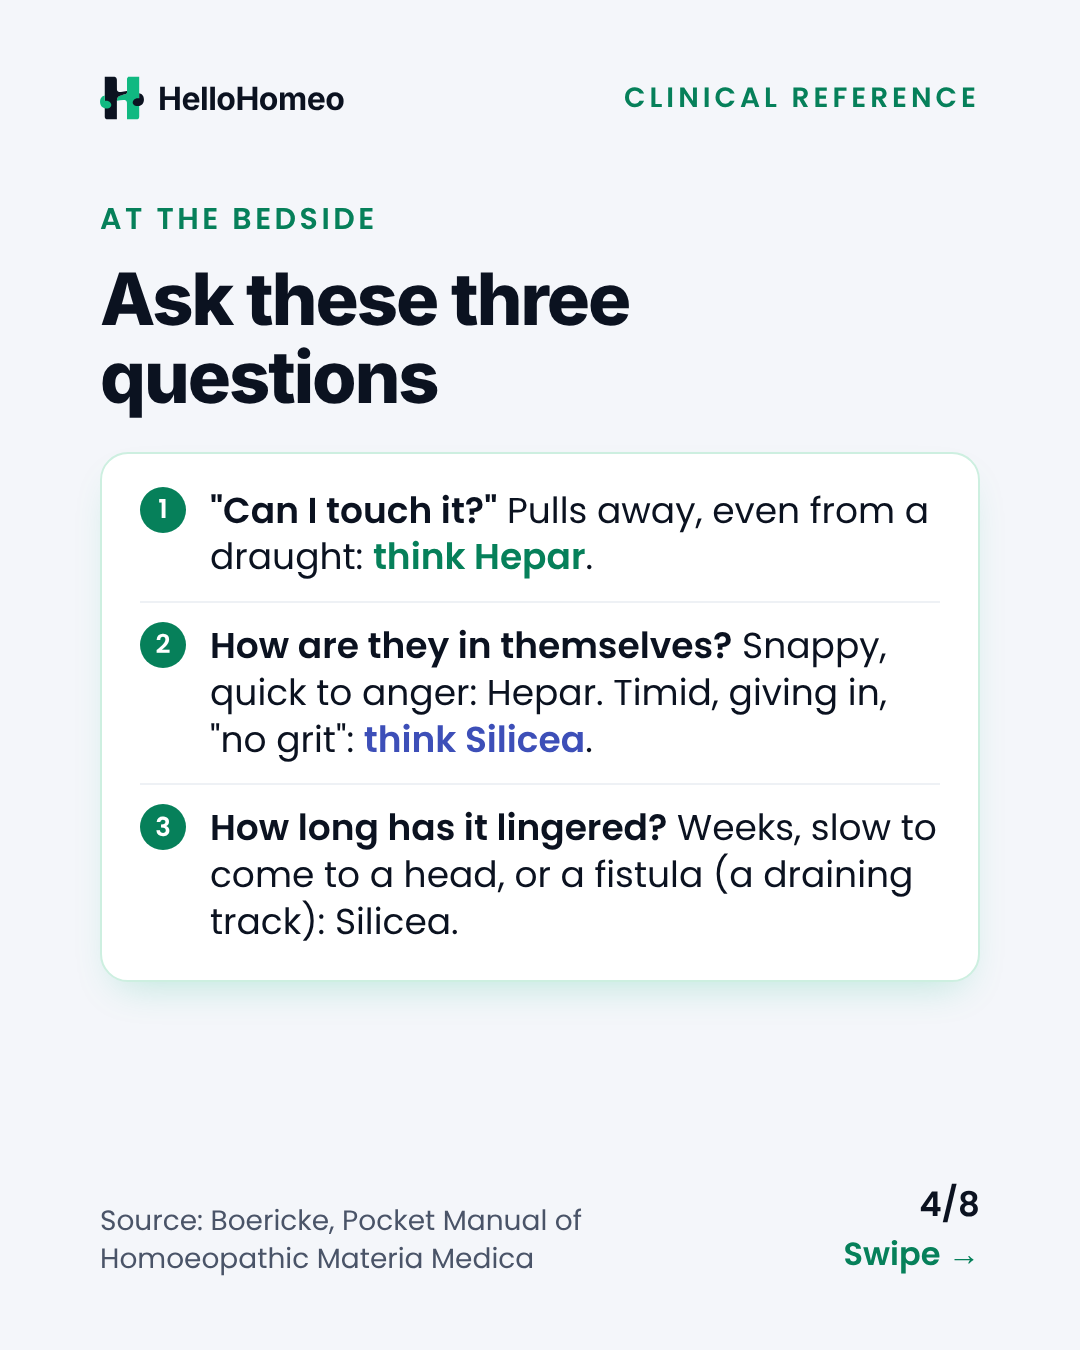 HelloHomeo
CLINICAL REFERENCE
AT THE BEDSIDE
Ask these three
questions
1 "Can I touch it?" Pulls away, even from a
draught: think Hepar.
2 How are they in themselves? Snappy,
quick to anger: Hepar. Timid, giving in,
"no grit": think Silicea.
3 How long has it lingered? Weeks, slow to
come to a head, or a fistula (a draining
track): Silicea.
Source: Boericke, Pocket Manual of
Homoeopathic Materia Medica
4/8
Swipe →